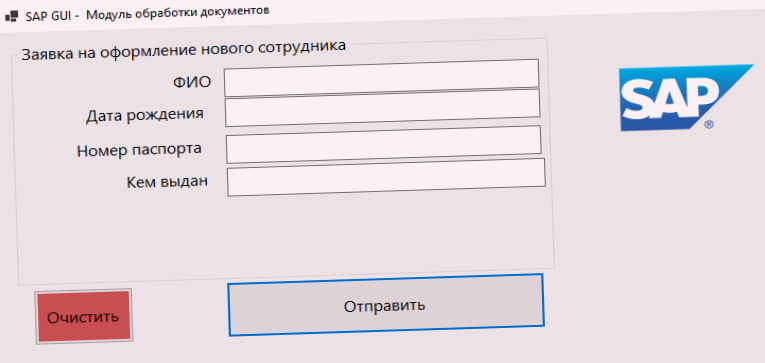 SAP GUI - Модуль обработки документов
Заявка на оформление нового сотрудника
ФИО
SAP®
Дата рождения
Номер паспорта
Кем выдан
Очистить
Отправить